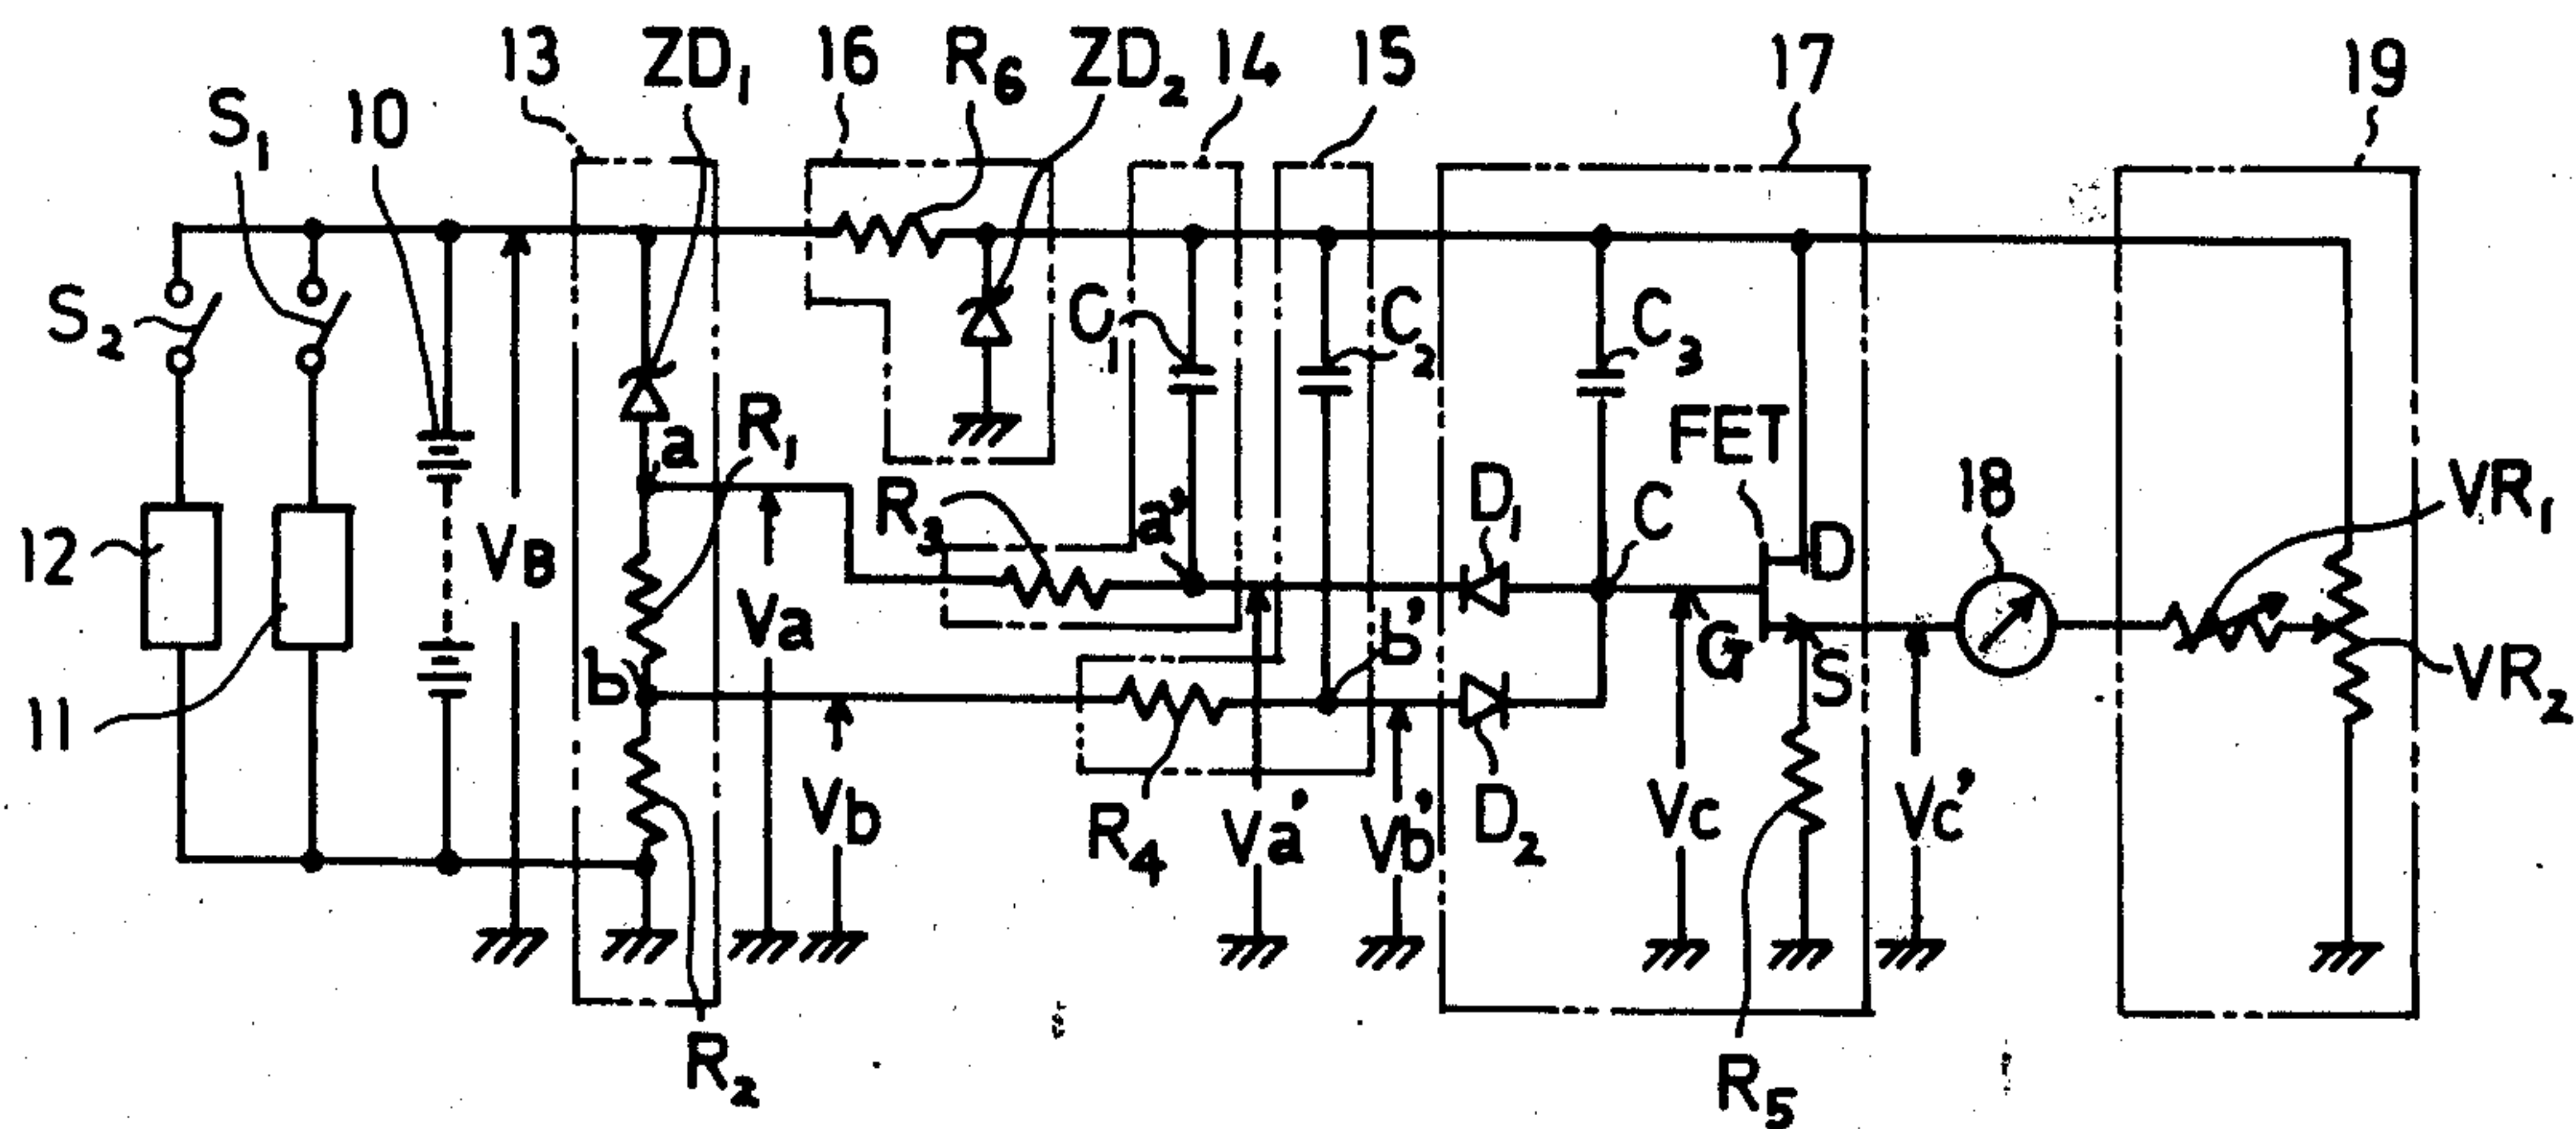 13 ZD₁ 16 R₆ ZD₂ 14 15 17 19
S₁ 10
S₂ C₁ C₂ C₃
a R₁ FET
R₃ a' D₁ C 18 VR₁
12 V_B D
Va b' G S VR₂
b
11 Vb R₄ Va' Vb' D₂ Vc Vc'
R₂ R₅